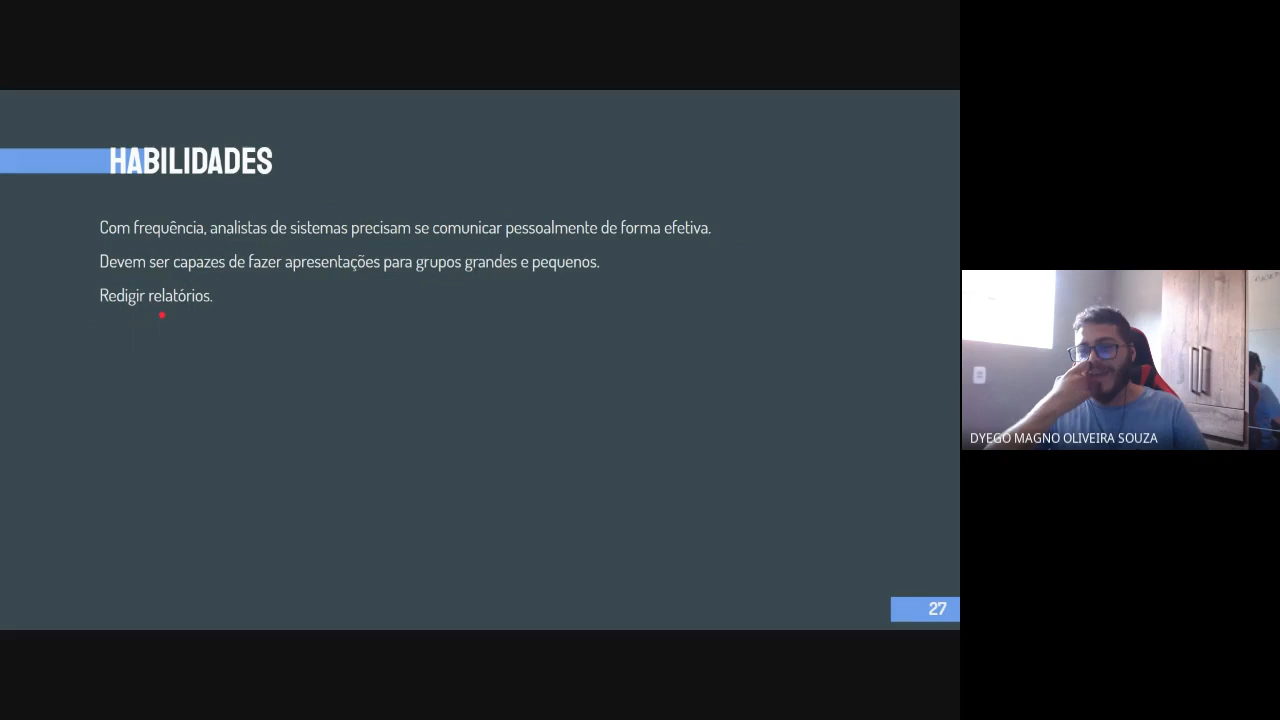 HABILIDADES
Com frequência, analistas de sistemas precisam se comunicar pessoalmente de forma efetiva.
Devem ser capazes de fazer apresentações para grupos grandes e pequenos.
Redigir relatórios.
27
DYEGO MAGNO OLIVEIRA SOUZA